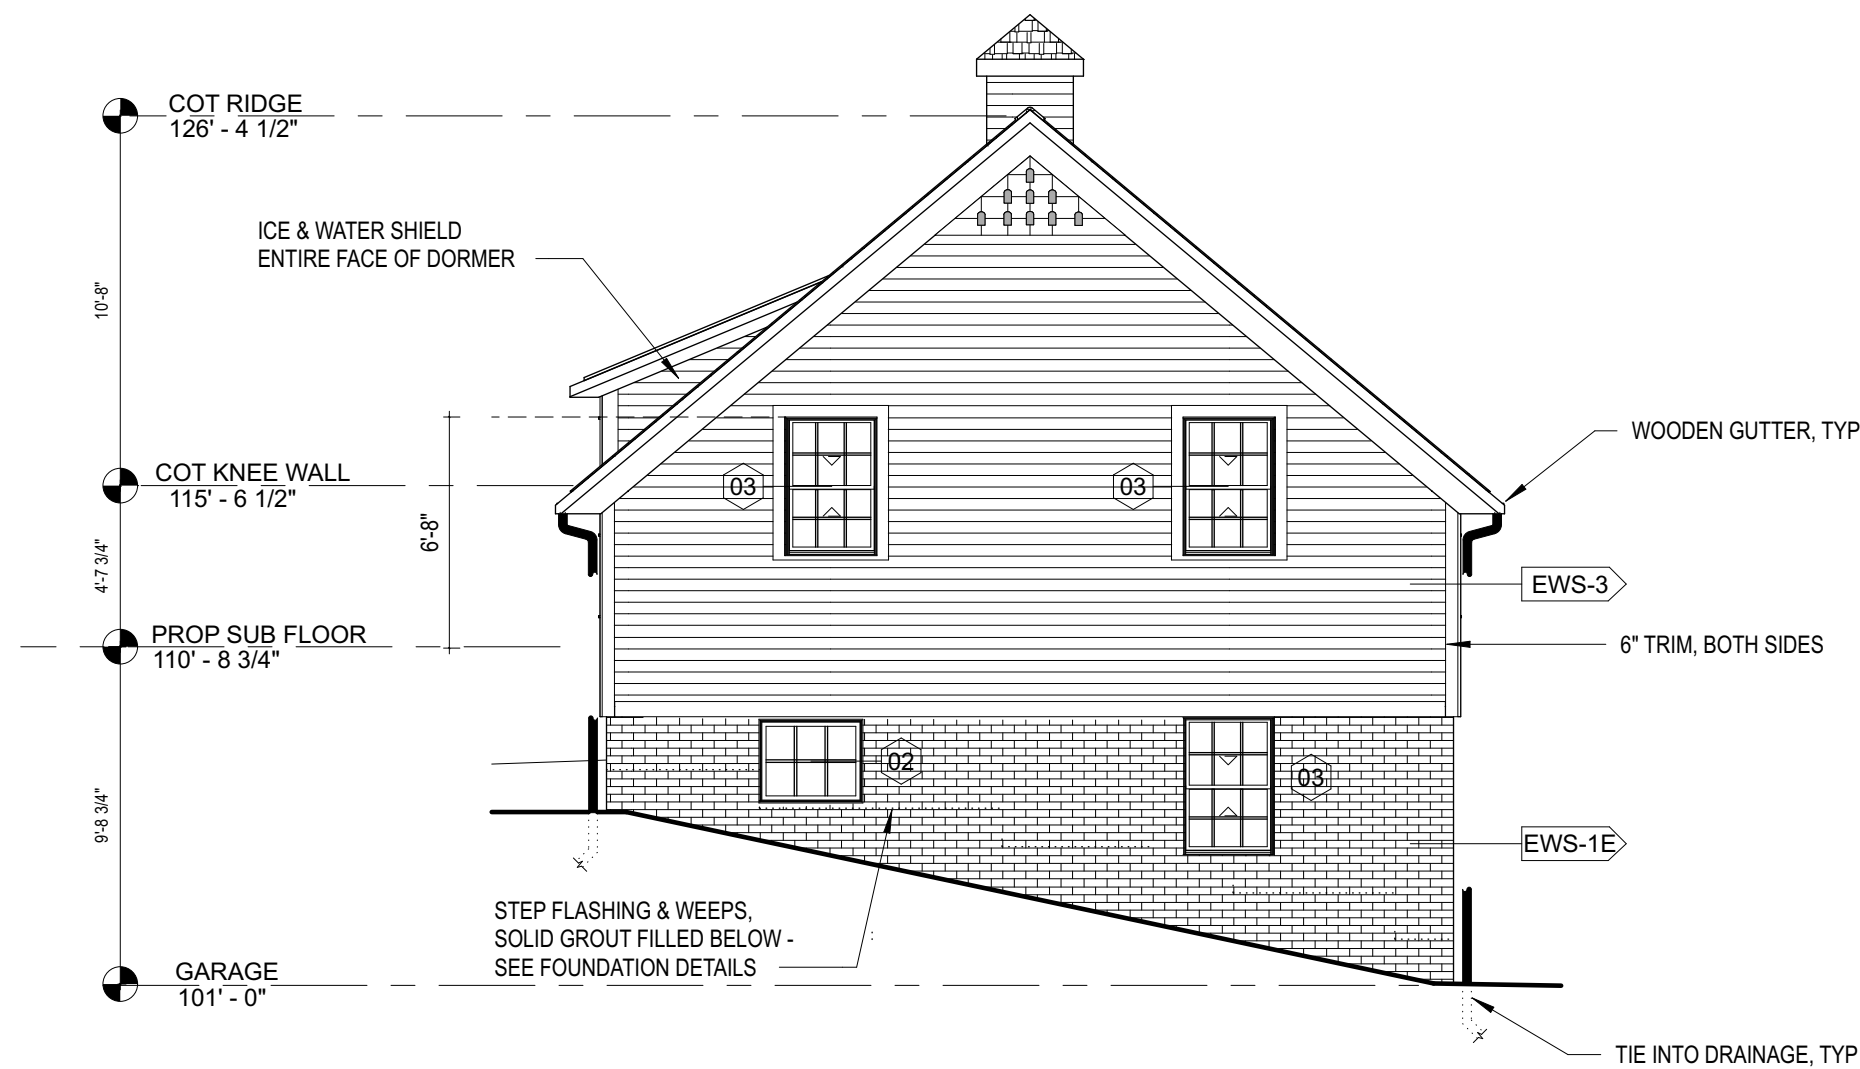 COT RIDGE
126' - 4 1/2"
ICE & WATER SHIELD
ENTIRE FACE OF DORMER
10'-8"
WOODEN GUTTER, TYP
COT KNEE WALL
115' - 6 1/2"
03
03
6'-8"
4'-7 3/4"
EWS-3
PROP SUB FLOOR
110' - 8 3/4"
6" TRIM, BOTH SIDES
02
03
9'-8 3/4"
EWS-1E
STEP FLASHING & WEEPS,
SOLID GROUT FILLED BELOW -
SEE FOUNDATION DETAILS
GARAGE
101' - 0"
TIE INTO DRAINAGE, TYP